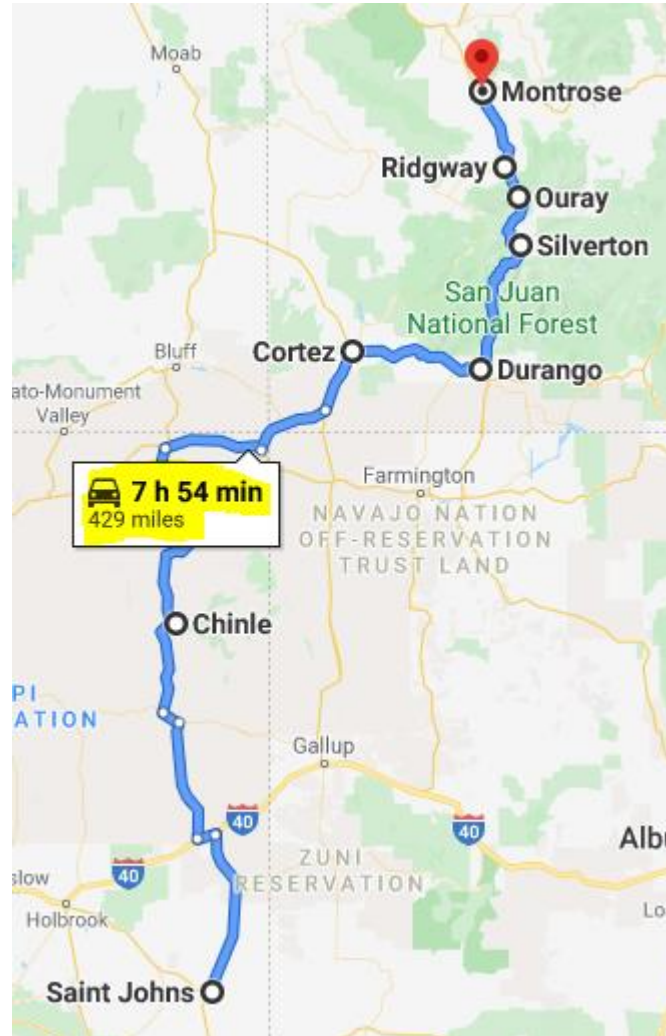 Moab
Montrose
Ridgway
Ouray
Silverton
San Juan
National Forest
Bluff
Cortez
Durango
ato-Monument
Valley
7 h 54 min
429 miles
Farmington
NAVAJO NATION
OFF-RESERVATION
TRUST LAND
Chinle
PI
ATION
Gallup
40
40
Albu
ZUNI
RESERVATION
40
slow
Holbrook
Lo
Saint Johns